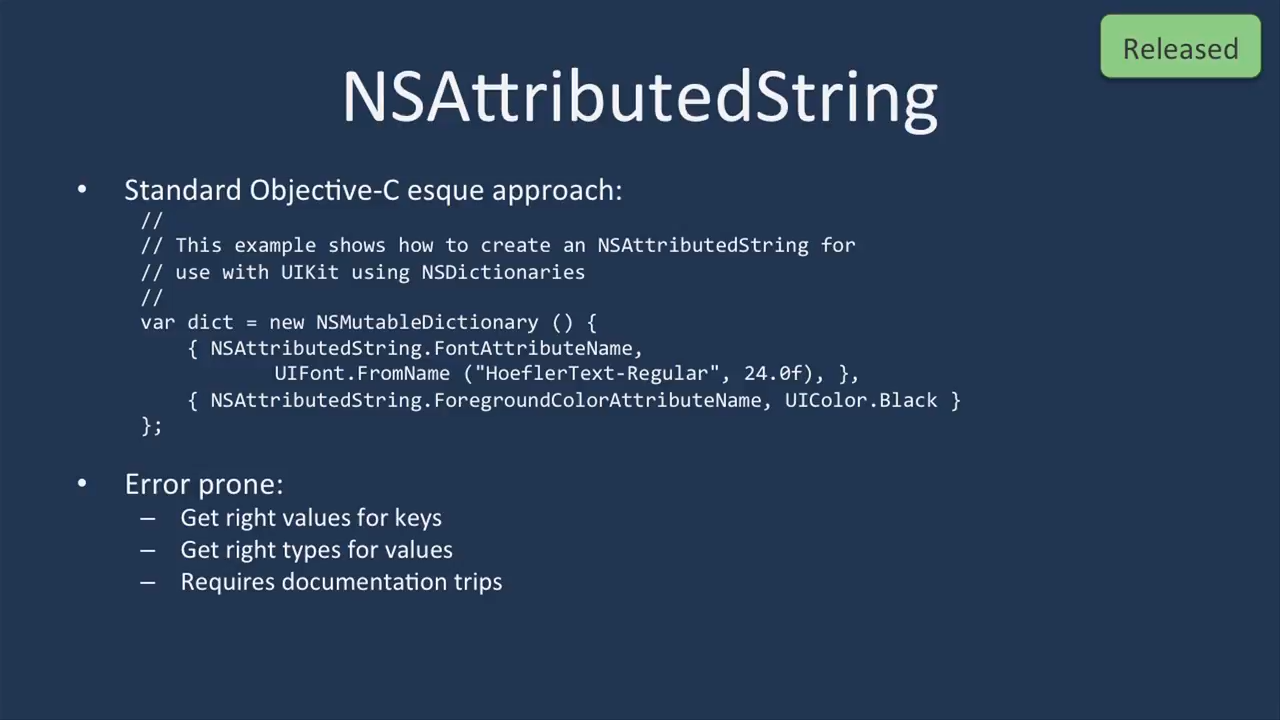 Released
NSAttributedString
• Standard Objective-C esque approach:
//
// This example shows how to create an NSAttributedString for
// use with UIKit using NSDictionaries
//
var dict = new NSMutableDictionary () {
{ NSAttributedString.FontAttributeName,
UIFont.FromName ("HoeflerText-Regular", 24.0f), },
{ NSAttributedString.ForegroundColorAttributeName, UIColor.Black }
};
• Error prone:
– Get right values for keys
– Get right types for values
– Requires documentation trips